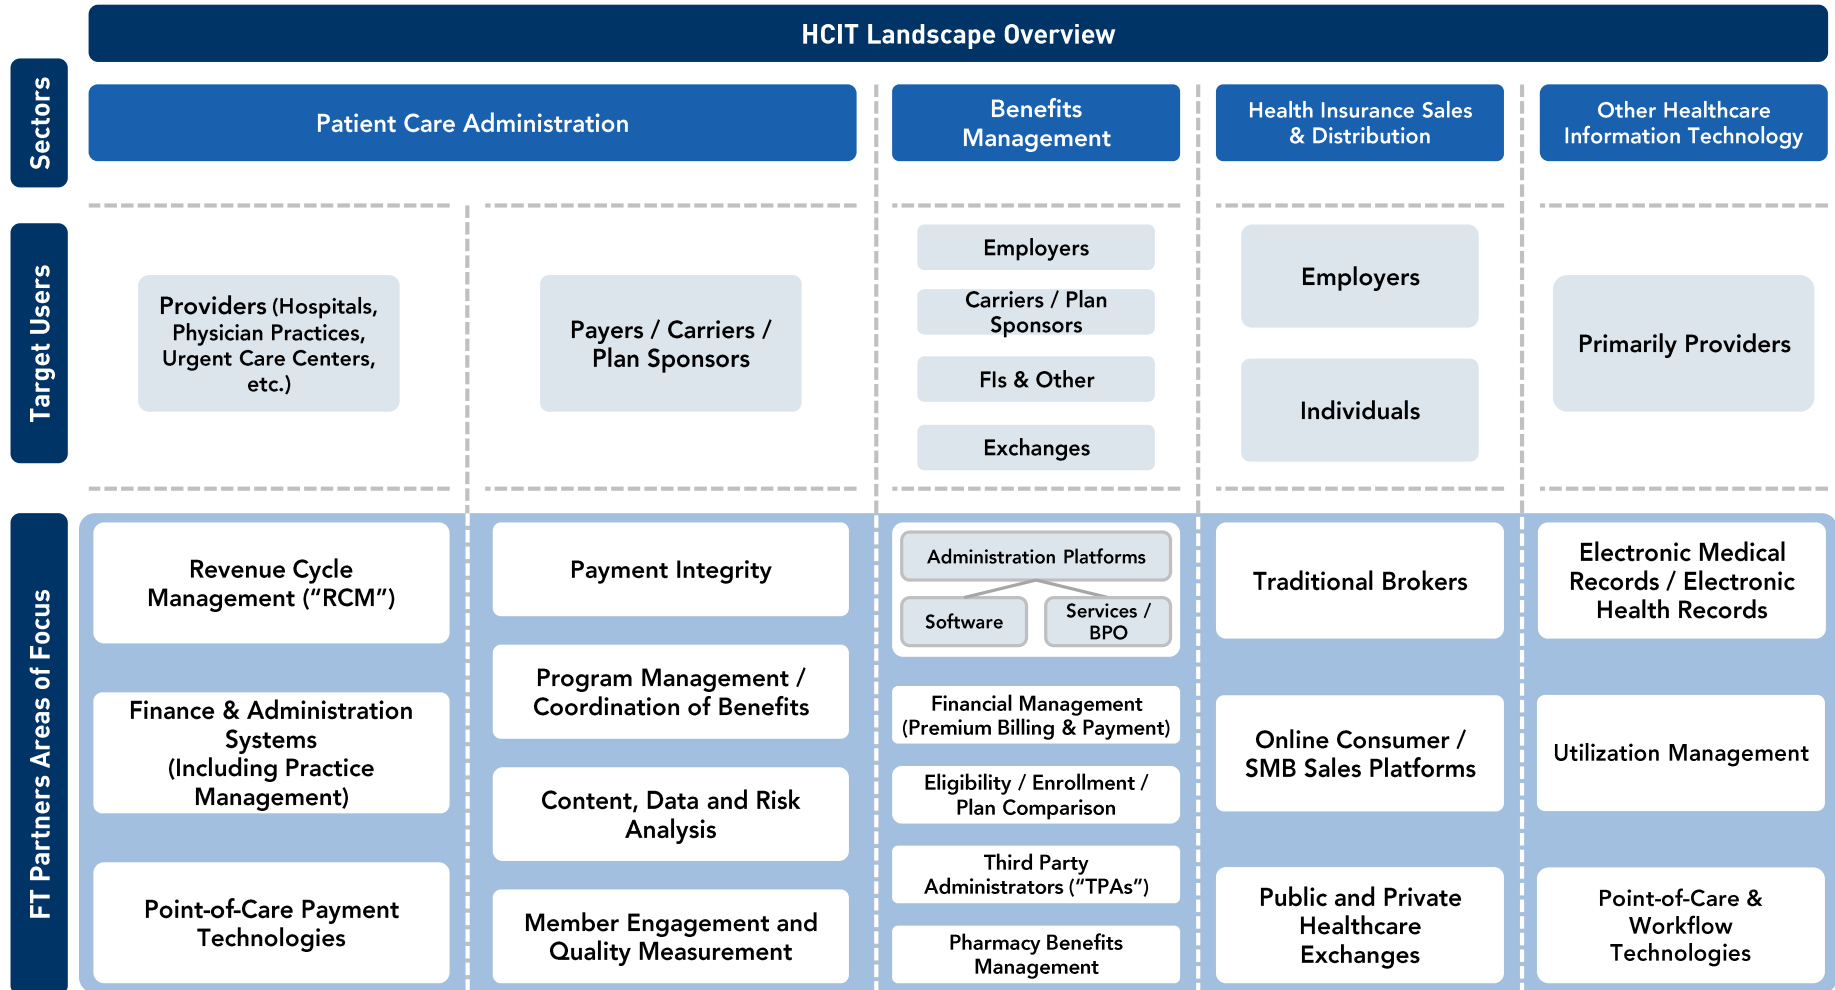 HCIT Landscape Overview
Sectors
Patient Care Administration
Benefits
Management
Health Insurance Sales
& Distribution
Other Healthcare
Information Technology
Target Users
Providers (Hospitals,
Physician Practices,
Urgent Care Centers,
etc.)
Payers / Carriers /
Plan Sponsors
Employers
Carriers / Plan
Sponsors
FIs & Other
Exchanges
Employers
Individuals
Primarily Providers
FT Partners Areas of Focus
Revenue Cycle
Management (“RCM”)
Finance & Administration
Systems
(Including Practice
Management)
Point-of-Care Payment
Technologies
Payment Integrity
Program Management /
Coordination of Benefits
Content, Data and Risk
Analysis
Member Engagement and
Quality Measurement
Administration Platforms
Software
Services /
BPO
Financial Management
(Premium Billing & Payment)
Eligibility / Enrollment /
Plan Comparison
Third Party
Administrators (“TPAs”)
Pharmacy Benefits
Management
Traditional Brokers
Online Consumer /
SMB Sales Platforms
Public and Private
Healthcare
Exchanges
Electronic Medical
Records / Electronic
Health Records
Utilization Management
Point-of-Care &
Workflow
Technologies